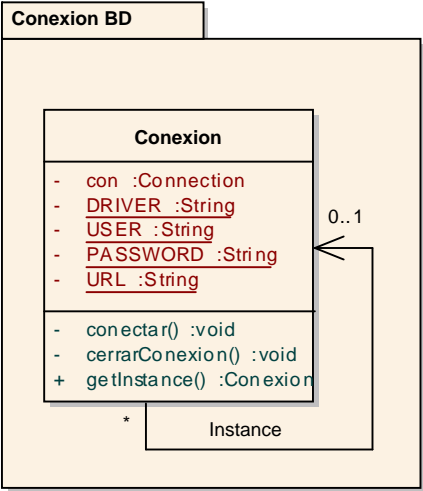 Conexion BD
Conexion
- con :Connection
- DRIVER :String
- USER :String
- PASSWORD :String
- URL :String
- conectar() :void
- cerrarConexion() :void
+ getInstance() :Conexion
0..1
*
Instance